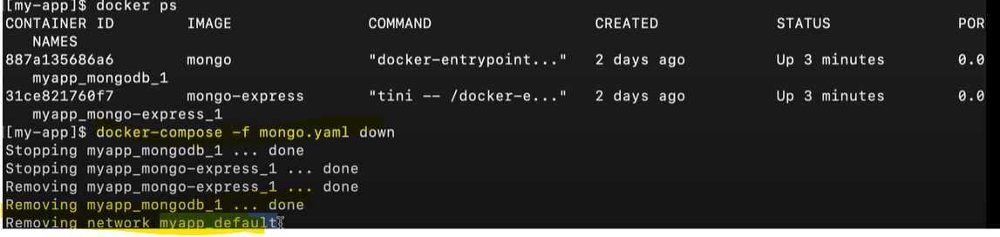 [my-app]$ docker ps
CONTAINER ID IMAGE COMMAND CREATED STATUS POR
NAMES
887a135686a6 mongo "docker-entrypoint..." 2 days ago Up 3 minutes 0.0
myapp_mongodb_1
31ce821760f7 mongo-express "tini -- /docker-e..." 2 days ago Up 3 minutes 0.0
myapp_mongo-express_1
[my-app]$ docker-compose -f mongo.yaml down
Stopping myapp_mongodb_1 ... done
Stopping myapp_mongo-express_1 ... done
Removing myapp_mongo-express_1 ... done
Removing myapp_mongodb_1 ... done
Removing network myapp_default